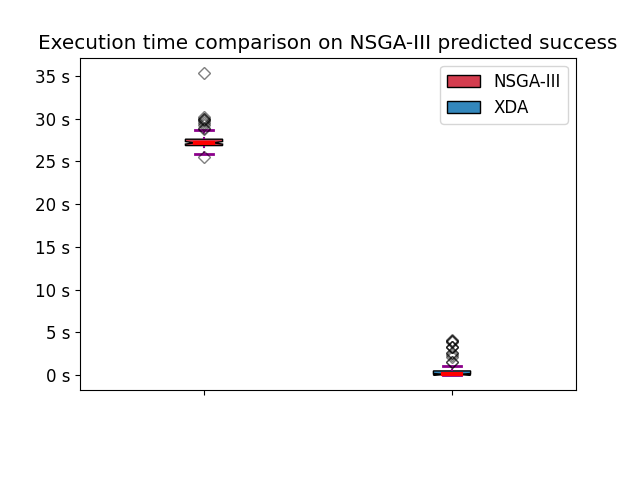 Execution time comparison on NSGA-III predicted success
35 s
30 s
25 s
20 s
15 s
10 s
5 s
0 s
NSGA-III
XDA